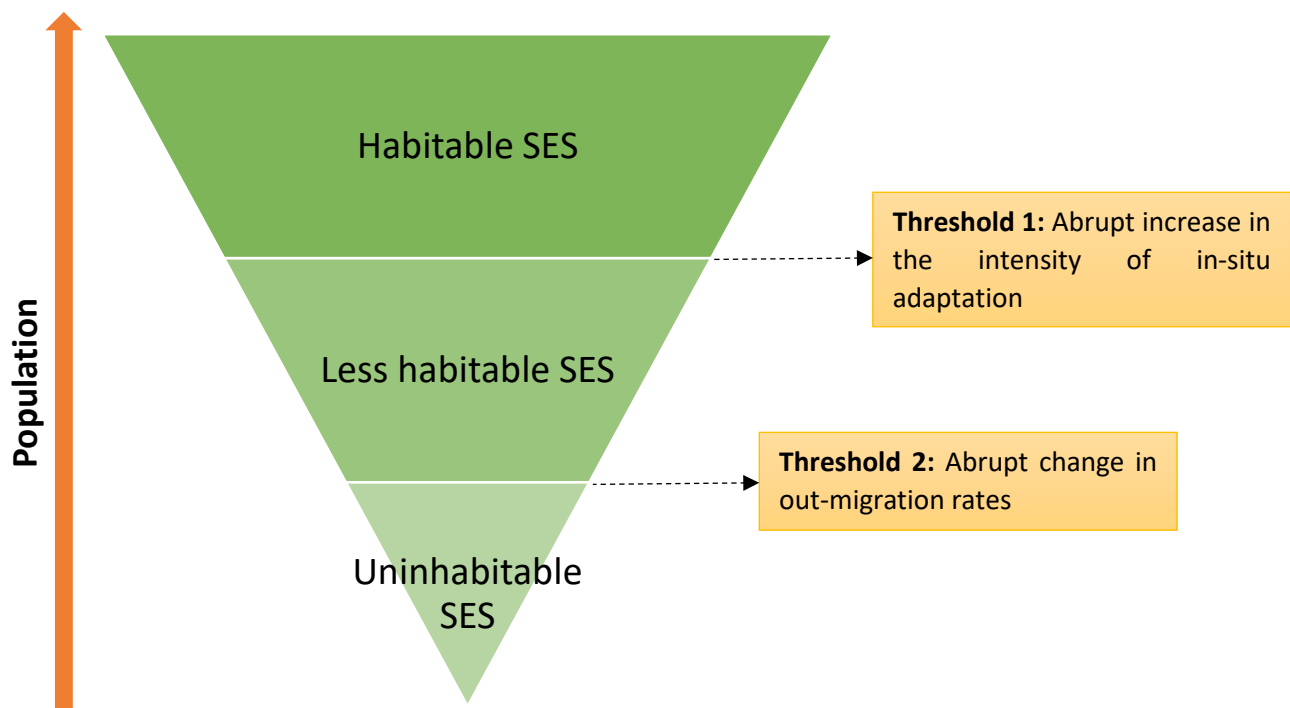 Population
Habitable SES
Threshold 1: Abrupt increase in
the intensity of in-situ
adaptation
Less habitable SES
Threshold 2: Abrupt change in
out-migration rates
Uninhabitable
SES